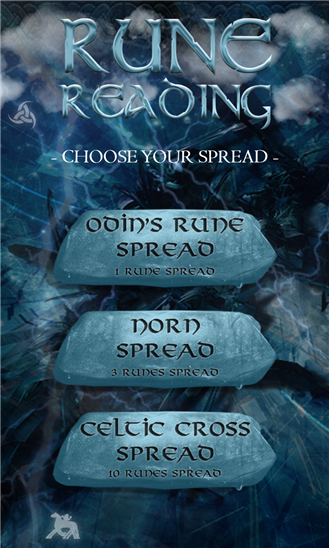 RUNE
READING
- CHOOSE YOUR SPREAD -
ODIN'S RUNE
SPREAD
1 RUNE SPREAD
NORN
SPREAD
3 RUNES SPREAD
CELTIC CROSS
SPREAD
10 RUNES SPREAD